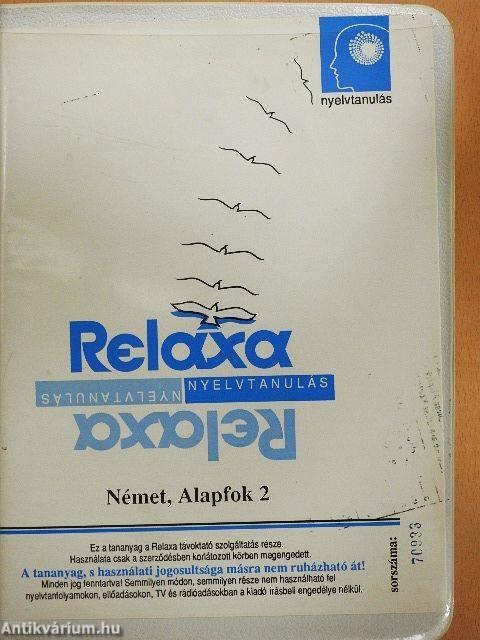 nyelvtanulás
Relaxa
NYELVTANULÁS
NYELVTANULÁS
Relaxa
Német, Alapfok 2
Ez a tananyag a Relaxa távoktató szolgáltatás része.
Használata csak a szerződésben korlátozott körben megengedett.
A tananyag, s használati jogosultsága másra nem ruházható át!
Minden jog fenntartva! Semmilyen módon, semmilyen része nem használható fel
nyelvtanfolyamokon, előadásokon, TV és rádióadásokban a kiadó írásbeli engedélye nélkül.
sorszáma: 70933
Antikvárium.hu